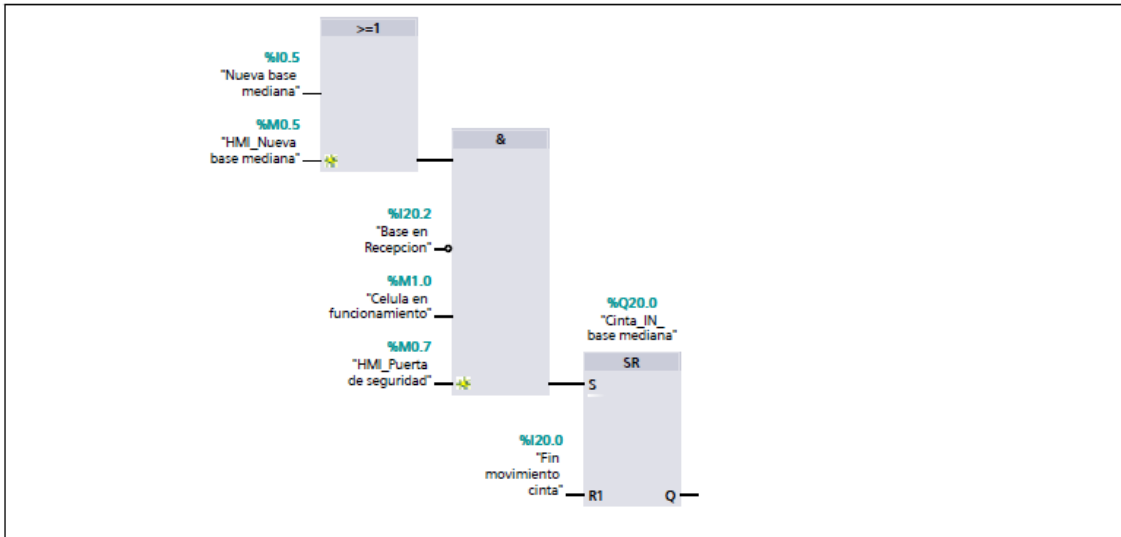 >=1
%I0.5
"Nueva base
mediana"
%M0.5
"HMI_Nueva
base mediana"
&
%I20.2
"Base en
Recepcion"
%M1.0
"Celula en
funcionamiento"
%M0.7
"HMI_Puerta
de seguridad"
%Q20.0
"Cinta_IN_
base mediana"
SR
S
%I20.0
"Fin
movimiento
cinta"
R1 Q